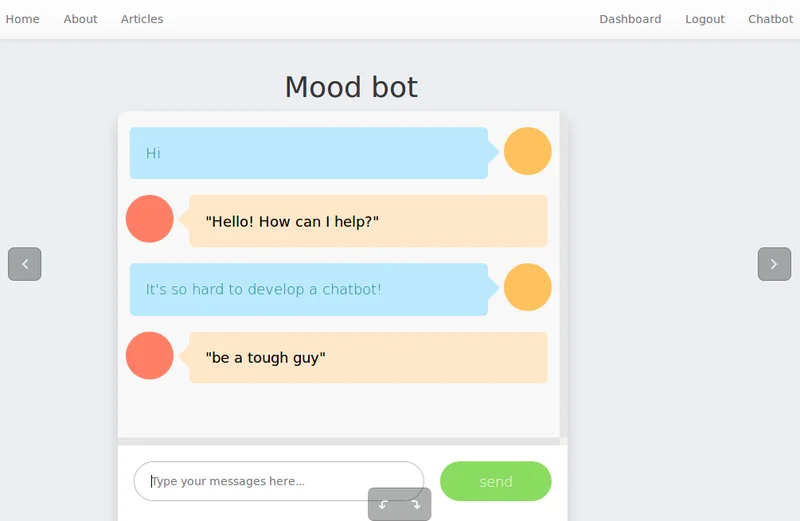 Home About Articles Dashboard Logout Chatbot
Mood bot
Hi
"Hello! How can I help?"
It's so hard to develop a chatbot!
"be a tough guy"
Type your messages here...
send